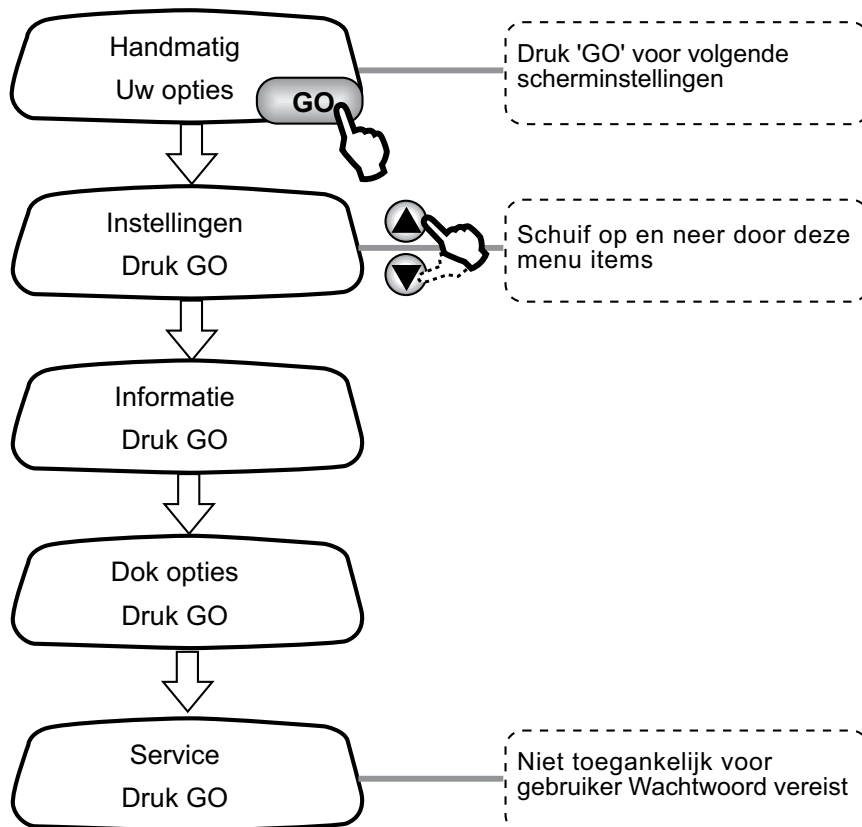 Handmatig
Uw opties
GO
Druk 'GO' voor volgende
scherminstellingen
Instellingen
Druk GO
Schuif op en neer door deze
menu items
Informatie
Druk GO
Dok opties
Druk GO
Service
Druk GO
Niet toegankelijk voor
gebruiker Wachtwoord vereist